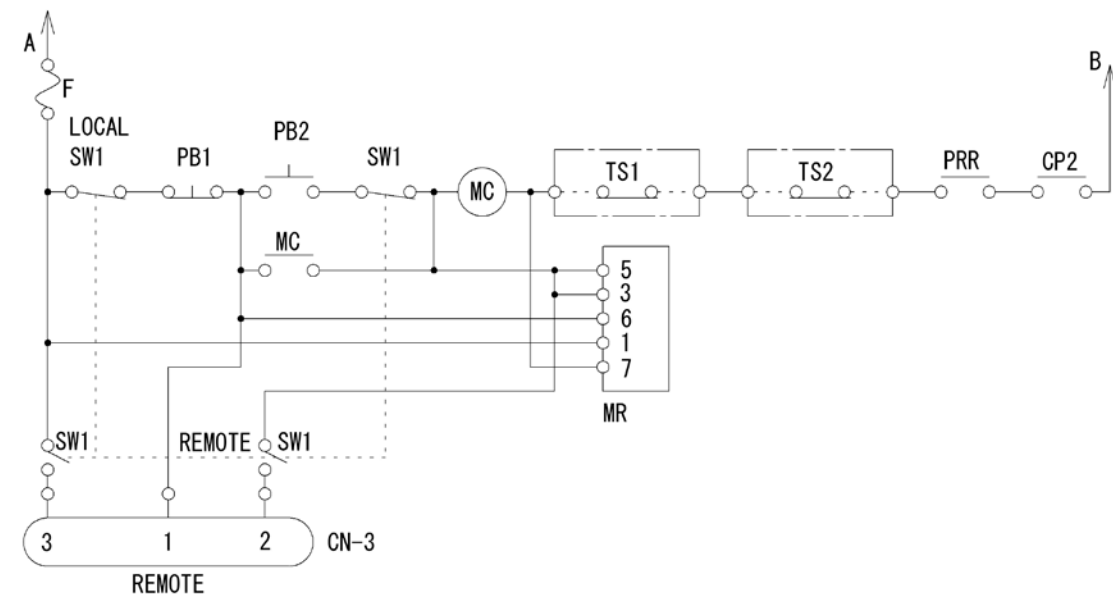 A
B
F
LOCAL
SW1
PB1
PB2
SW1
MC
TS1
TS2
PRR
CP2
MC
5
3
6
1
7
MR
SW1
REMOTE
SW1
3
1
2
CN-3
REMOTE